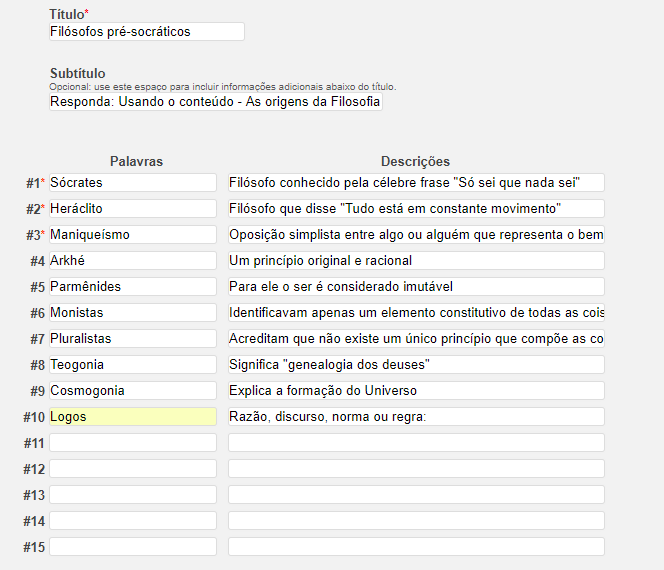 Título*
Filósofos pré-socráticos
Subtítulo
Opcional: use este espaço para incluir informações adicionais abaixo do título.
Responda: Usando o conteúdo - As origens da Filosofia
Palavras Descrições
#1* Sócrates Filósofo conhecido pela célebre frase "Só sei que nada sei"
#2* Heráclito Filósofo que disse "Tudo está em constante movimento"
#3* Maniqueísmo Oposição simplista entre algo ou alguém que representa o bem
#4 Arkhé Um princípio original e racional
#5 Parmênides Para ele o ser é considerado imutável
#6 Monistas Identificavam apenas um elemento constitutivo de todas as cois
#7 Pluralistas Acreditam que não existe um único princípio que compõe as co
#8 Teogonia Significa "genealogia dos deuses"
#9 Cosmogonia Explica a formação do Universo
#10 Logos Razão, discurso, norma ou regra:
#11
#12
#13
#14
#15